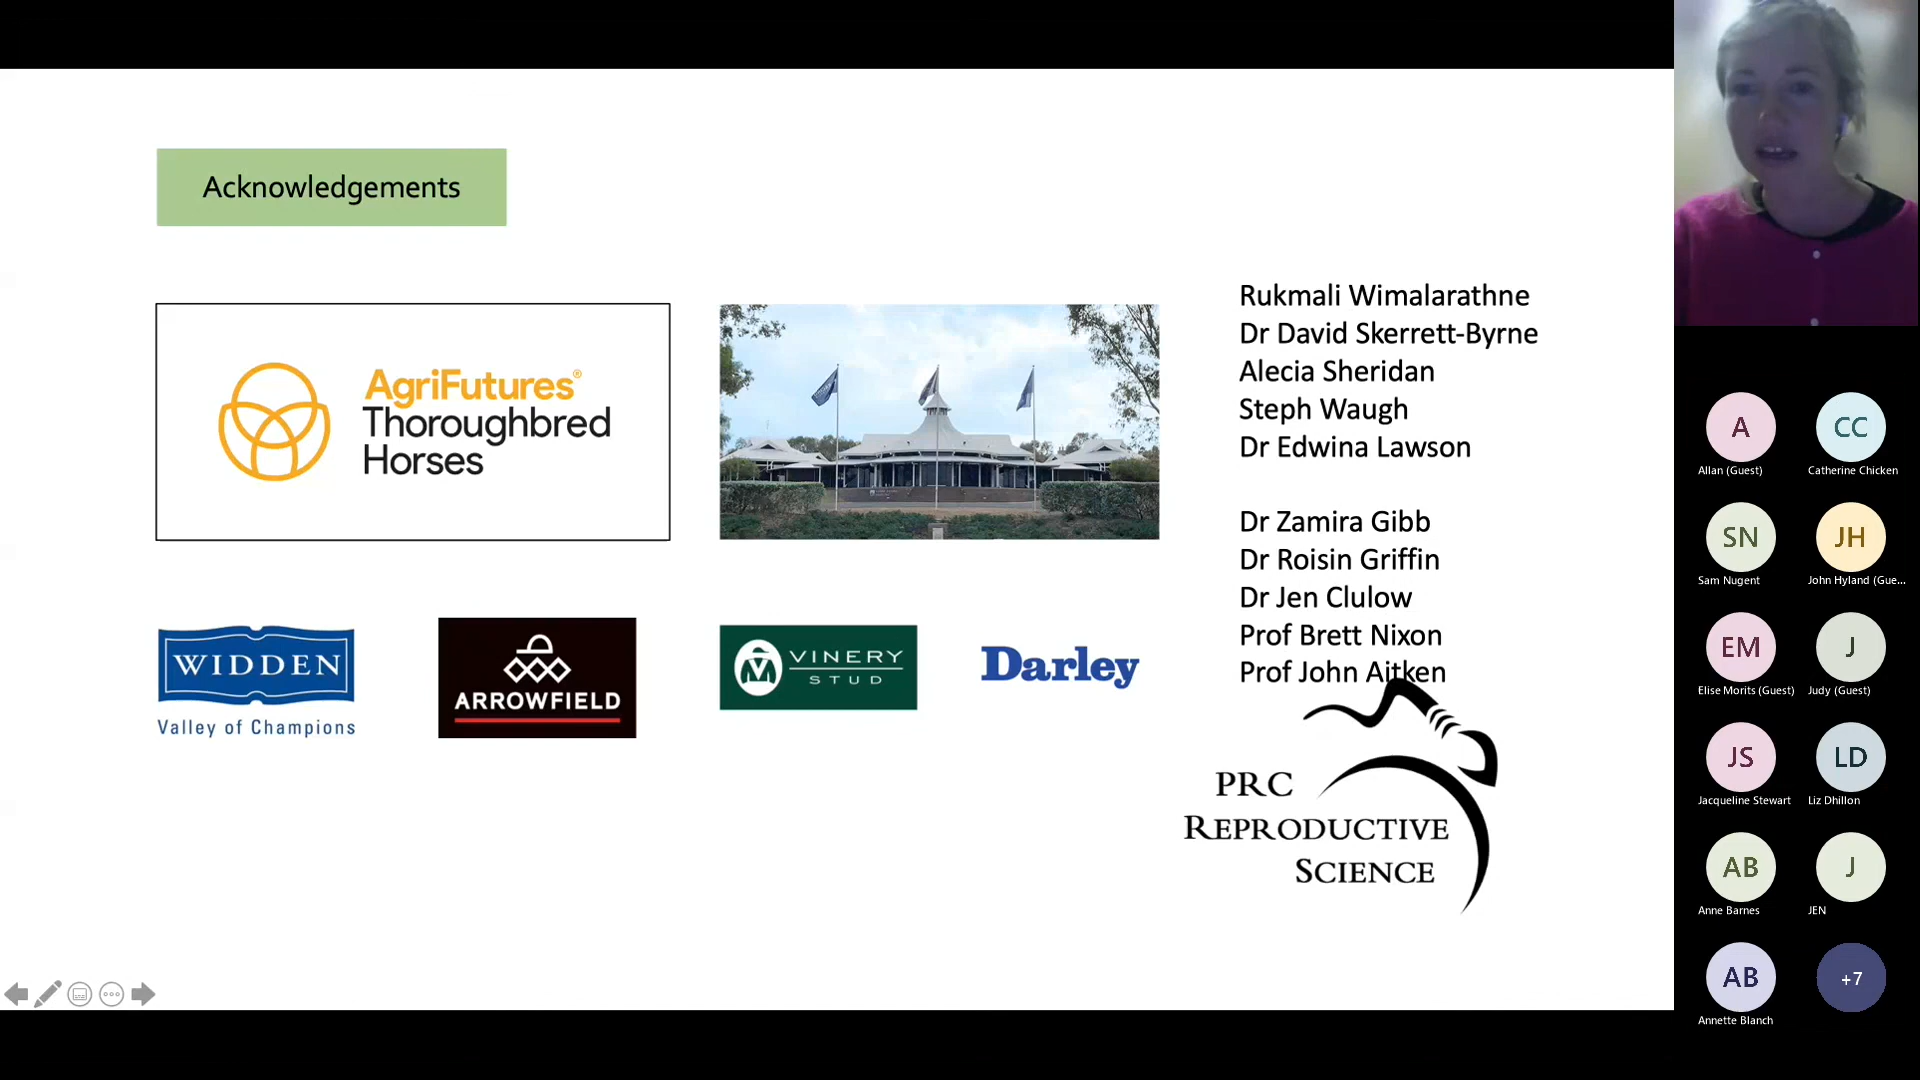 Acknowledgements
AgriFutures®
Thoroughbred
Horses
Rukmali Wimalarathne
Dr David Skerrett-Byrne
Alecia Sheridan
Steph Waugh
Dr Edwina Lawson
Dr Zamira Gibb
Dr Roisin Griffin
Dr Jen Clulow
Prof Brett Nixon
Prof John Aitken
WIDDEN
Valley of Champions
ARROWFIELD
VINERY
STUD
Darley
PRC
REPRODUCTIVE
SCIENCE
A
Allan (Guest)
CC
Catherine Chicken
SN
Sam Nugent
JH
John Hyland (Gue...
EM
Elise Morits (Guest)
J
Judy (Guest)
JS
Jacqueline Stewart
LD
Liz Dhillon
AB
Anne Barnes
J
JEN
AB
Annette Blanch
+7